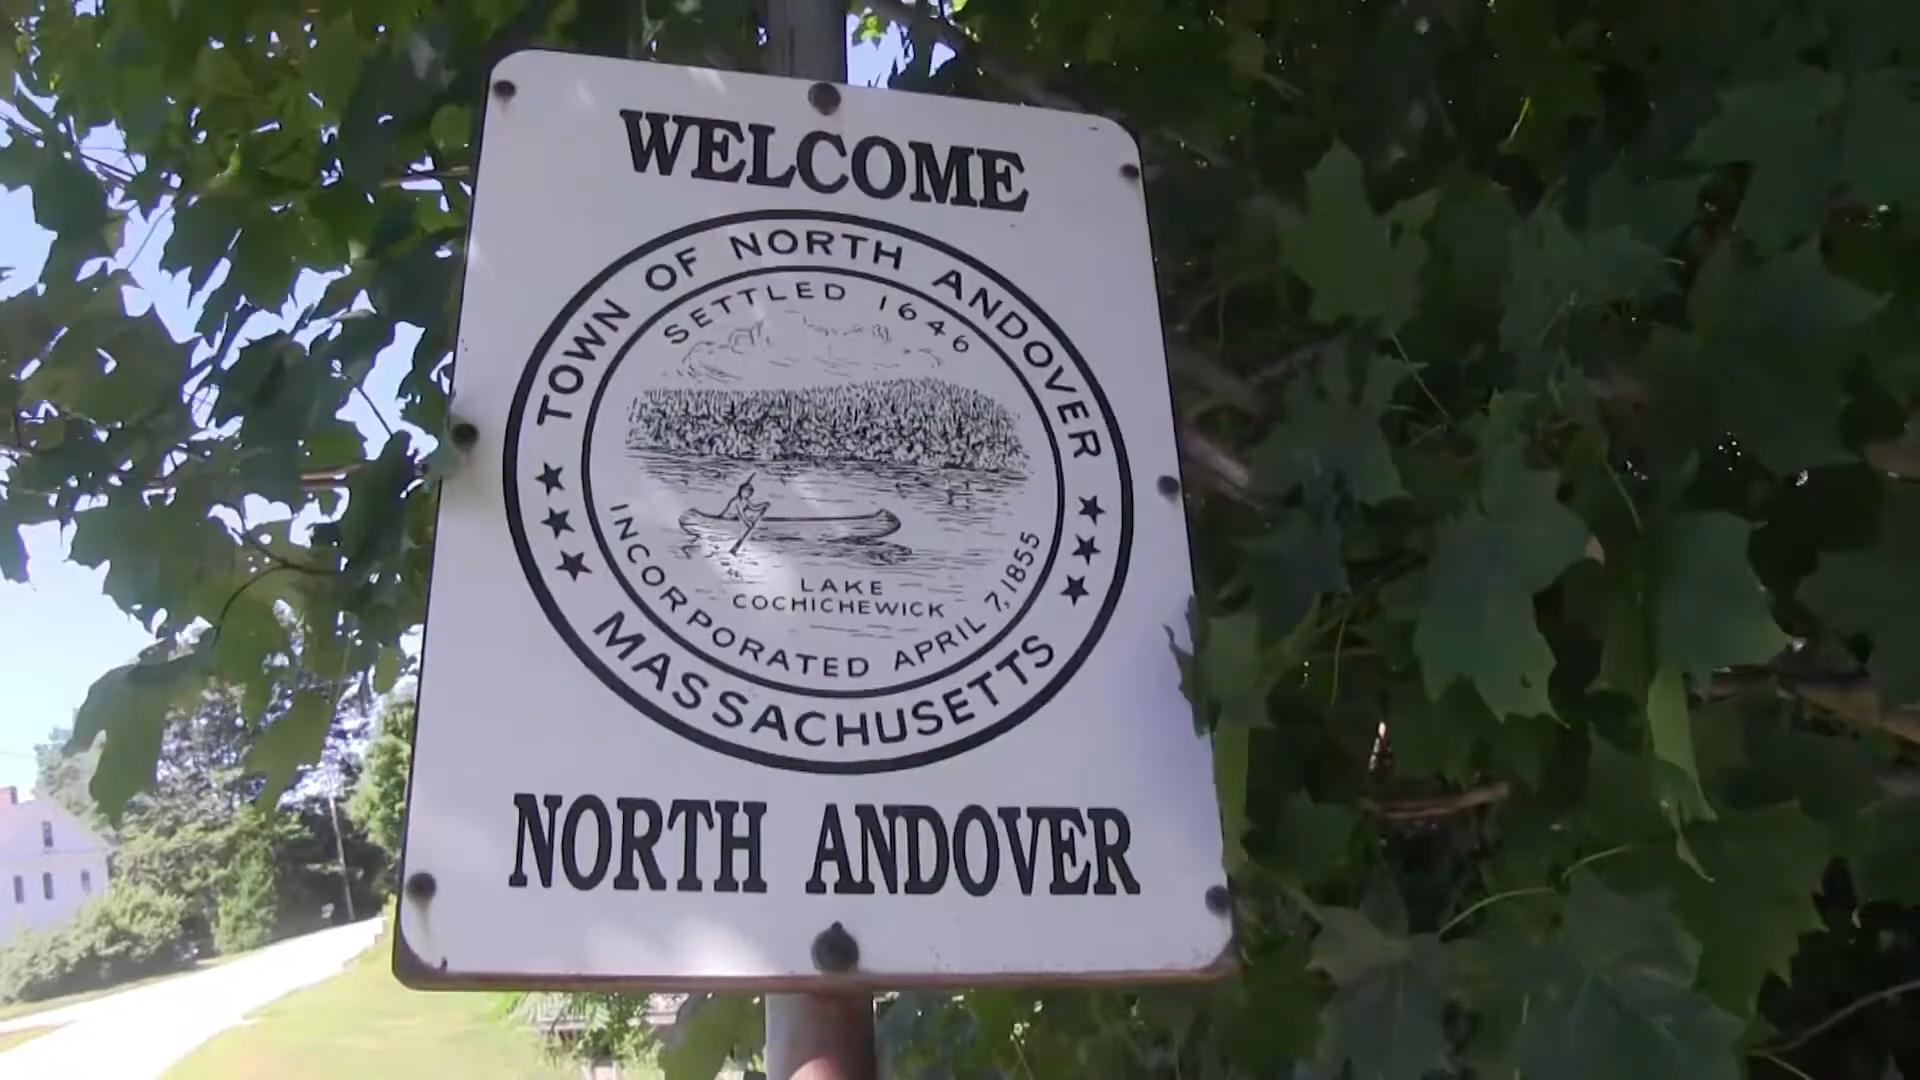 WELCOME
TOWN OF NORTH ANDOVER
SETTLED 1646
LAKE
COCHICHEWICK
INCORPORATED APRIL 7, 1855
MASSACHUSETTS
NORTH ANDOVER